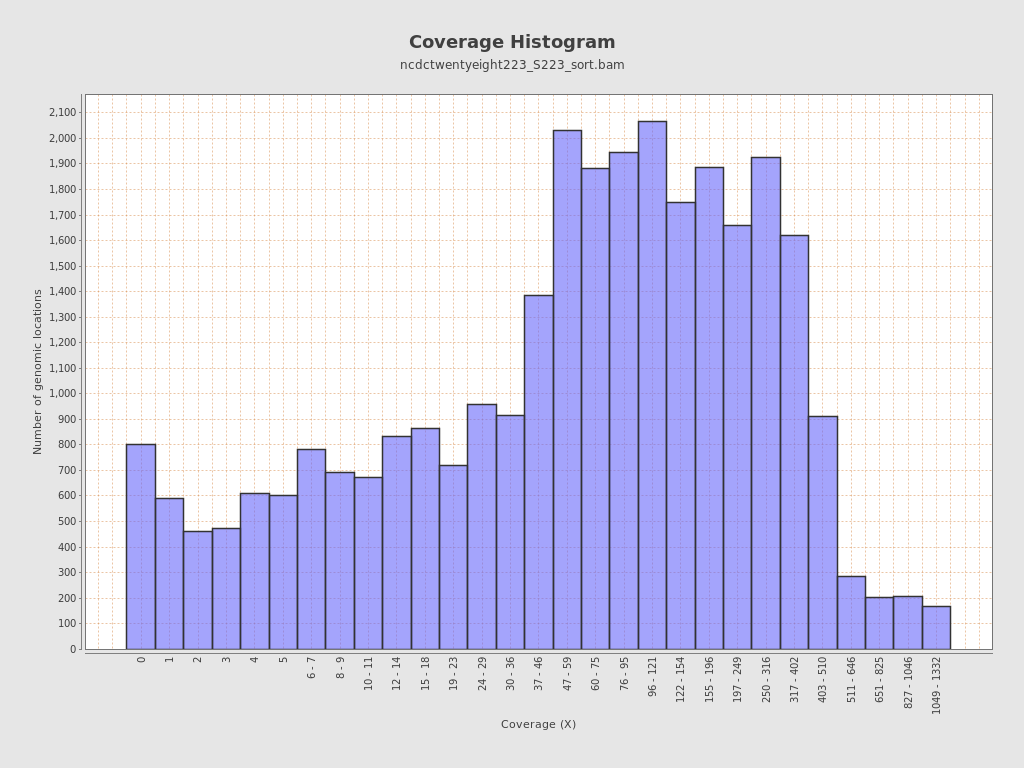 Coverage Histogram
ncdctwentyeight223_S223_sort.bam
Number of genomic locations
2,100
2,000
1,900
1,800
1,700
1,600
1,500
1,400
1,300
1,200
1,100
1,000
900
800
700
600
500
400
300
200
100
0
0
1
2
3
4
5
6 - 7
8 - 9
10 - 11
12 - 14
15 - 18
19 - 23
24 - 29
30 - 36
37 - 46
47 - 59
60 - 75
76 - 95
96 - 121
122 - 154
155 - 196
197 - 249
250 - 316
317 - 402
403 - 510
511 - 646
651 - 825
827 - 1046
1049 - 1332
Coverage (X)